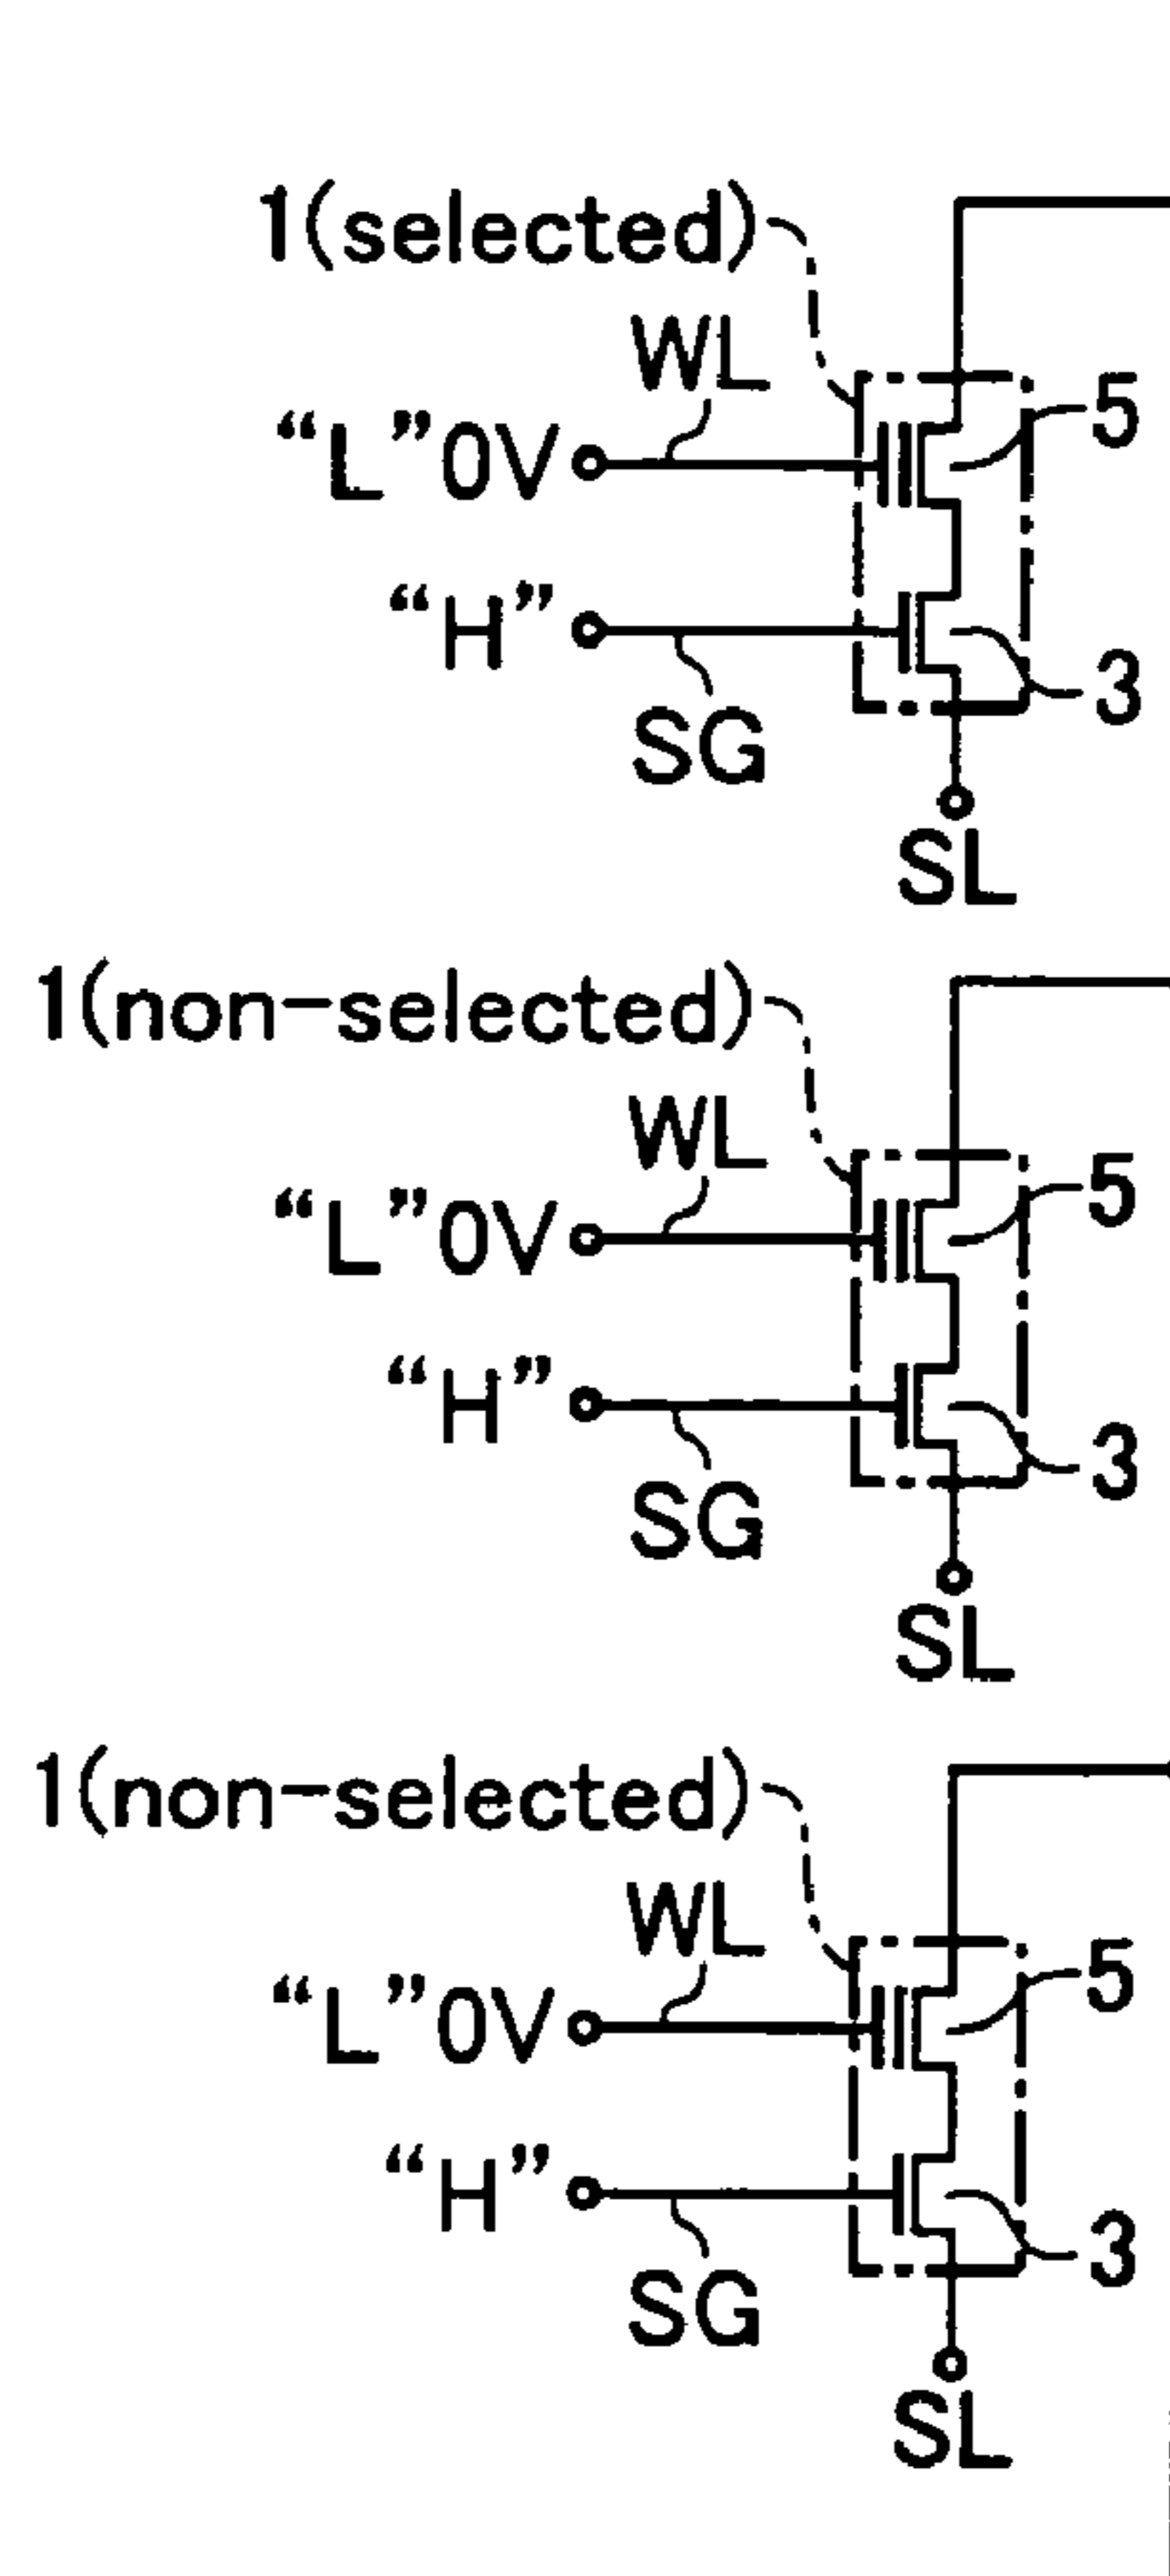 1(selected)
WL
5
“L”0V
“H”
3
SG
SL
1(non-selected)
WL
5
“L”0V
“H”
3
SG
SL
1(non-selected)
WL
5
“L”0V
“H”
3
SG
SL